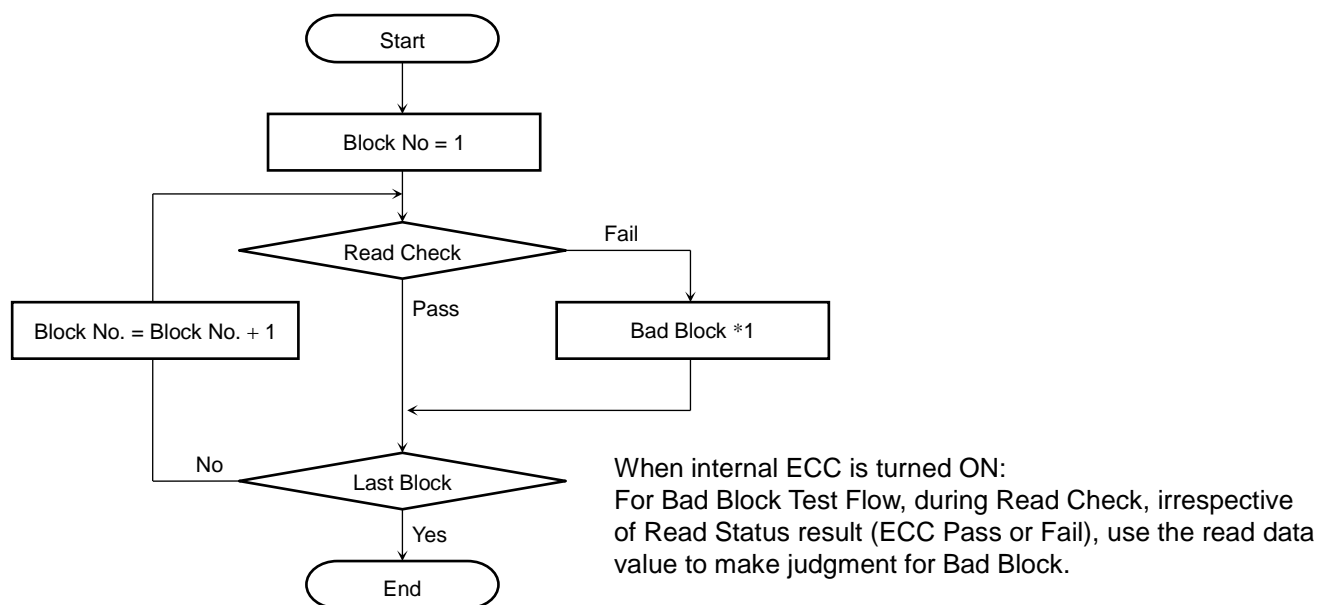 Start
Block No = 1
Fail
Read Check
Pass
Block No. = Block No. + 1
Bad Block *1
No
Last Block
Yes
End
When internal ECC is turned ON:
For Bad Block Test Flow, during Read Check, irrespective
of Read Status result (ECC Pass or Fail), use the read data
value to make judgment for Bad Block.